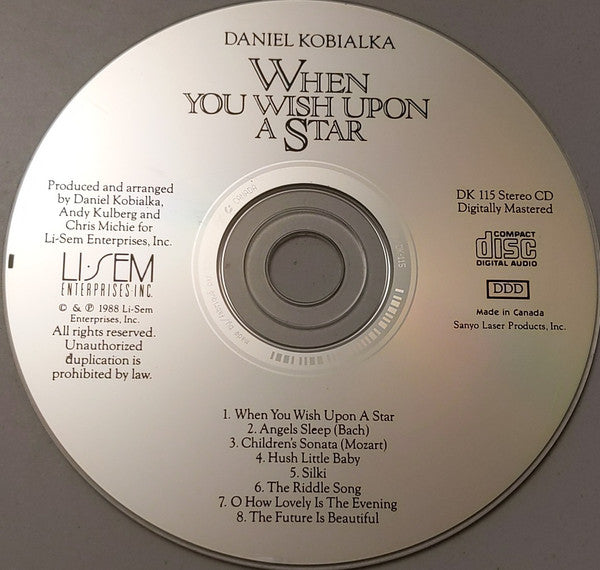 DANIEL KOBIALKA
WHEN
YOU WISH UPON
A STAR
Produced and arranged
by Daniel Kobialka,
Andy Kulberg and
Chris Michie for
Li-Sem Enterprises, Inc.
LI-SEM
ENTERPRISES·INC.
© & ℗ 1988 Li-Sem
Enterprises, Inc.
All rights reserved.
Unauthorized
duplication is
prohibited by law.
DK 115 Stereo CD
Digitally Mastered
COMPACT
disc
DIGITAL AUDIO
DDD
Made in Canada
Sanyo Laser Products, Inc.
1. When You Wish Upon A Star
2. Angels Sleep (Bach)
3. Children's Sonata (Mozart)
4. Hush Little Baby
5. Silki
6. The Riddle Song
7. O How Lovely Is The Evening
8. The Future Is Beautiful